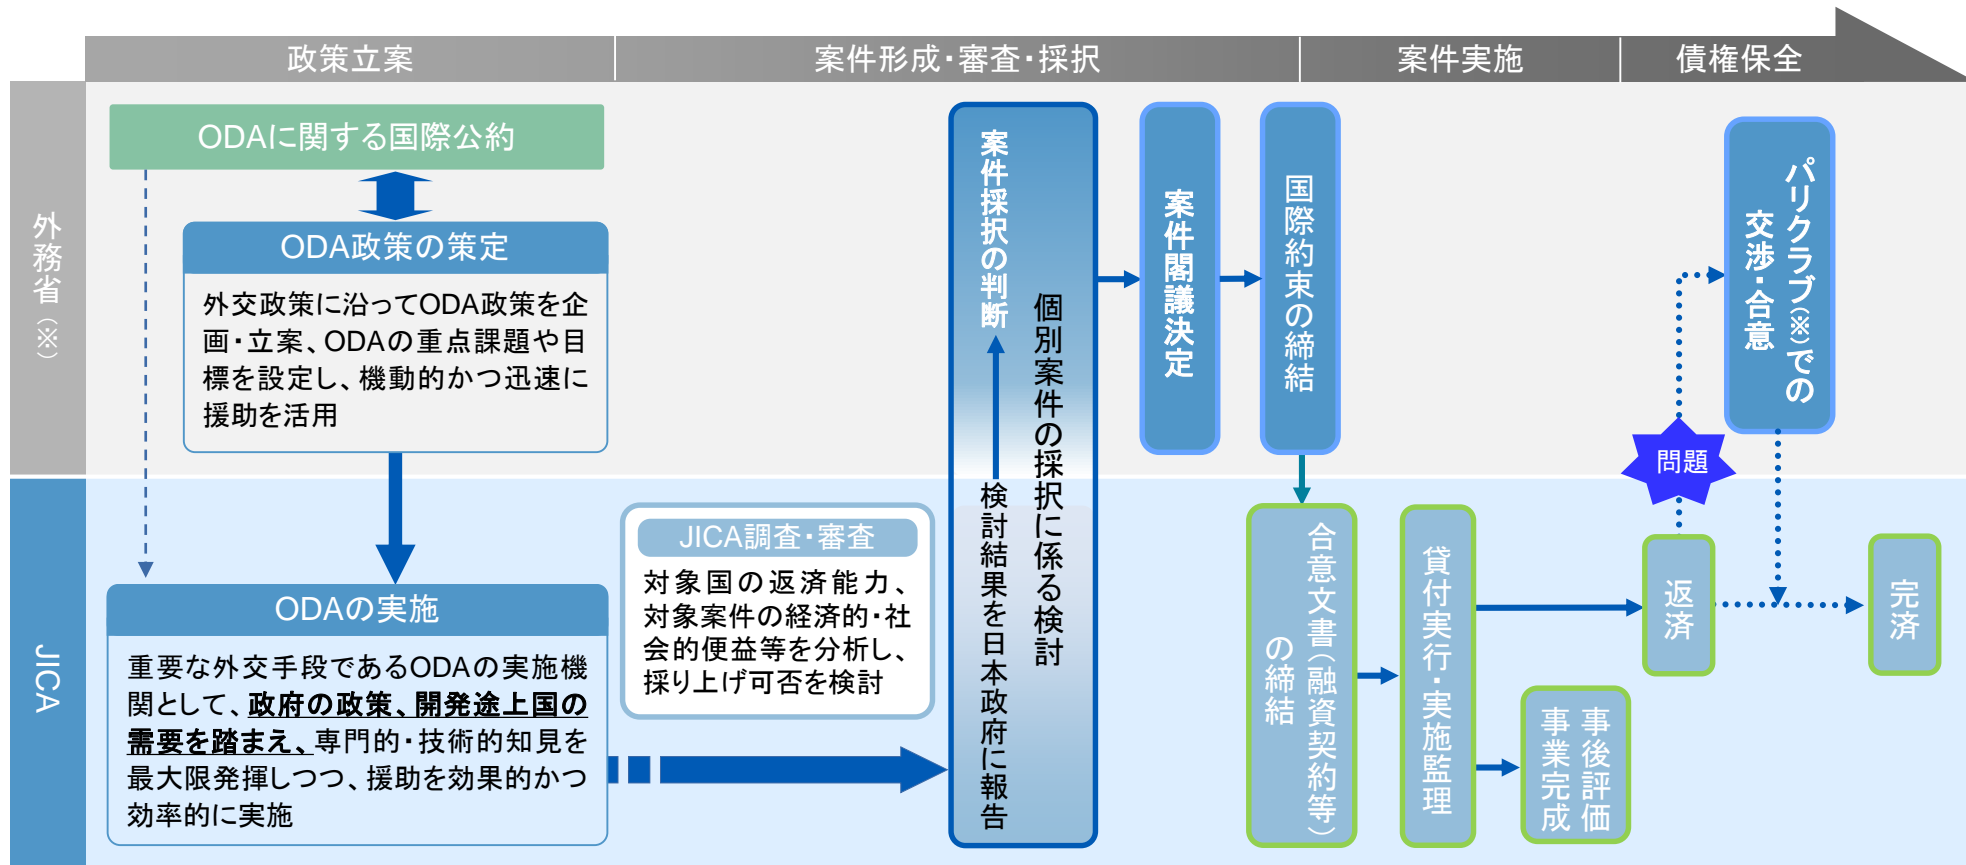 政策立案
案件形成・審査・採択
案件実施
債権保全
外務省（※）
ODAに関する国際公約
ODA政策の策定
外交政策に沿ってODA政策を企
画・立案、ODAの重点課題や目
標を設定し、機動的かつ迅速に
援助を活用
案件採択の判断
個別案件の採択に係る検討
検討結果を日本政府に報告
案件閣議決定
国際約束の締結
パリクラブ（※）での
交渉・合意
問題
JICA
ODAの実施
重要な外交手段であるODAの実施機
関として、政府の政策、開発途上国の
需要を踏まえ、専門的・技術的知見を
最大限発揮しつつ、援助を効果的かつ
効率的に実施
JICA調査・審査
対象国の返済能力、
対象案件の経済的・社
会的便益等を分析し、
採り上げ可否を検討
合意文書（融資契約等）
の締結
貸付実行・実施監理
事後評価
事業完成
返済
完済